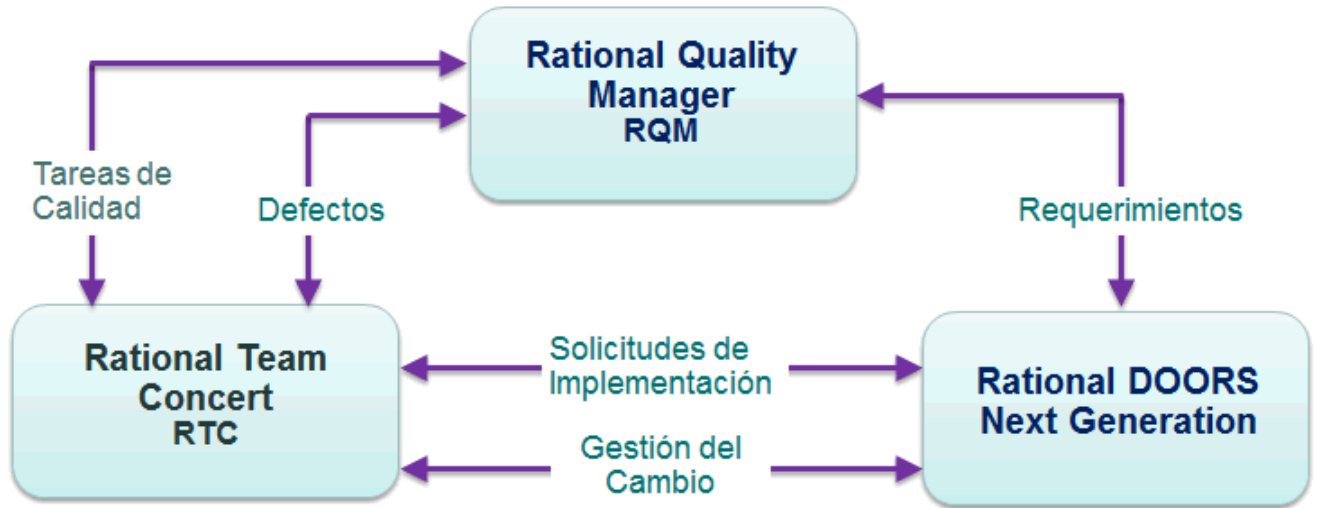 Rational Quality
Manager
RQM
Tareas de
Calidad
Defectos
Requerimientos
Rational Team
Concert
RTC
Solicitudes de
Implementación
Gestión del
Cambio
Rational DOORS
Next Generation